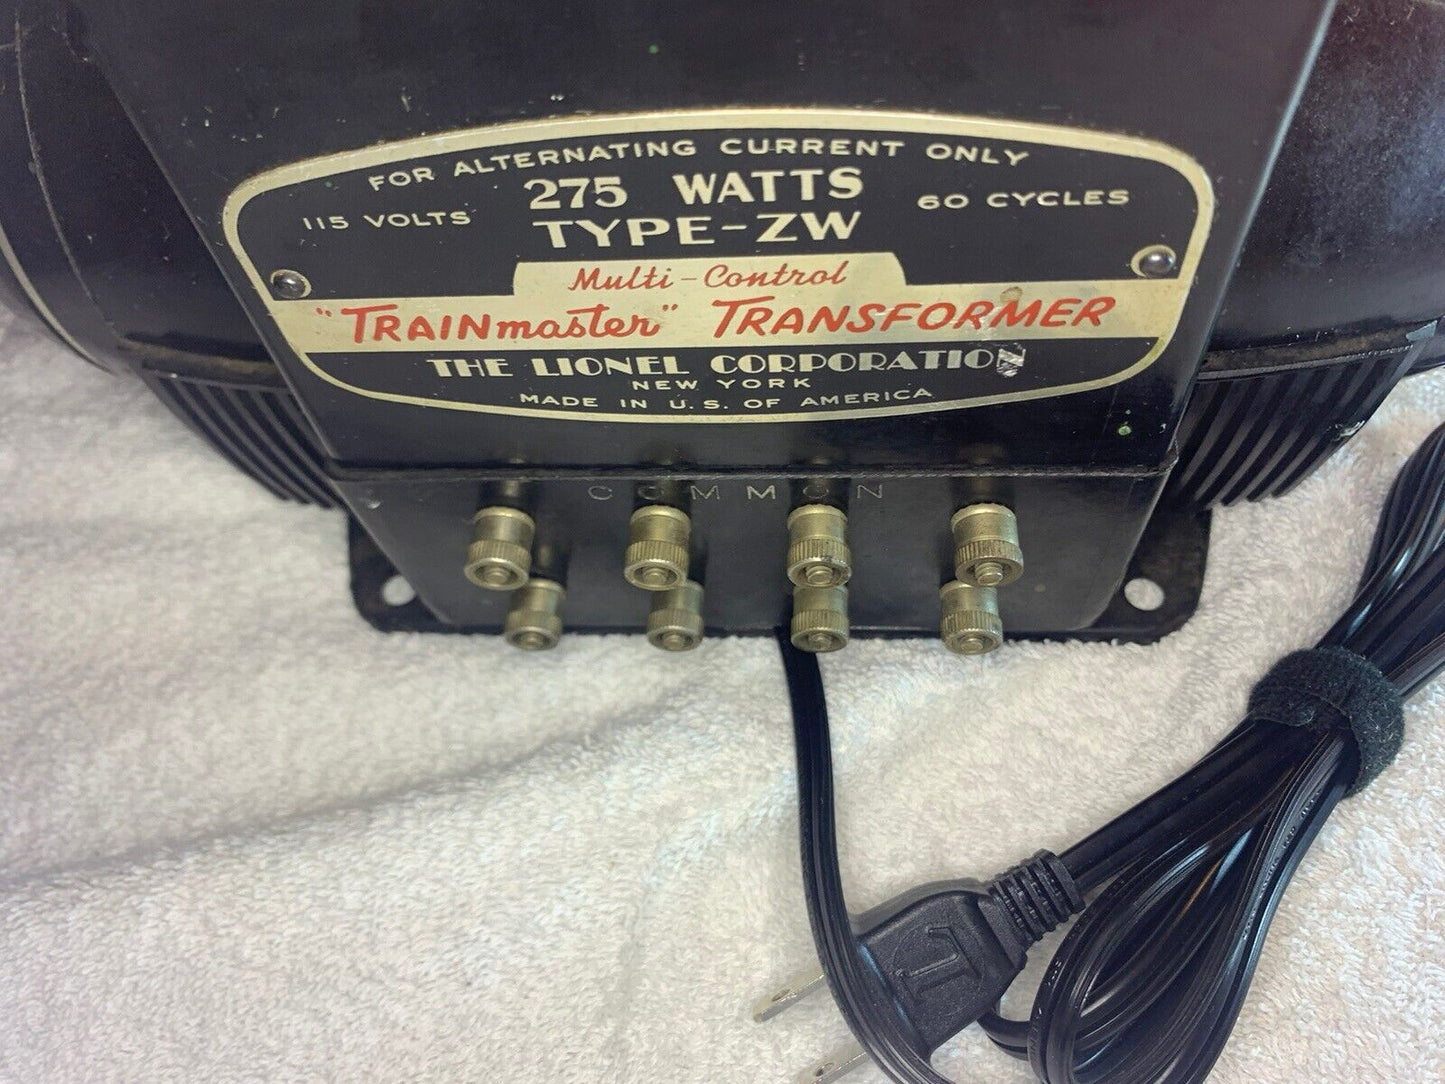 FOR ALTERNATING CURRENT ONLY
115 VOLTS
275 WATTS
60 CYCLES
TYPE-ZW
Multi-Control
"TRAINmaster" TRANSFORMER
THE LIONEL CORPORATION
NEW YORK
MADE IN U.S. OF AMERICA
COMMON
L